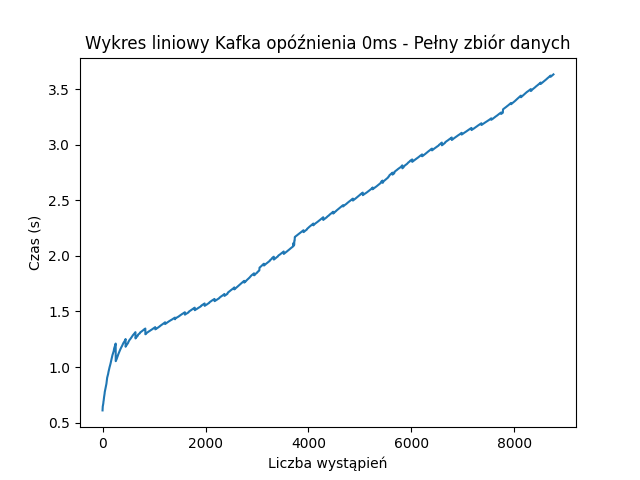 Wykres liniowy Kafka opóźnienia 0ms - Pełny zbiór danych
3.5
3.0
2.5
2.0
1.5
1.0
0.5
Czas (s)
0 2000 4000 6000 8000
Liczba wystąpień